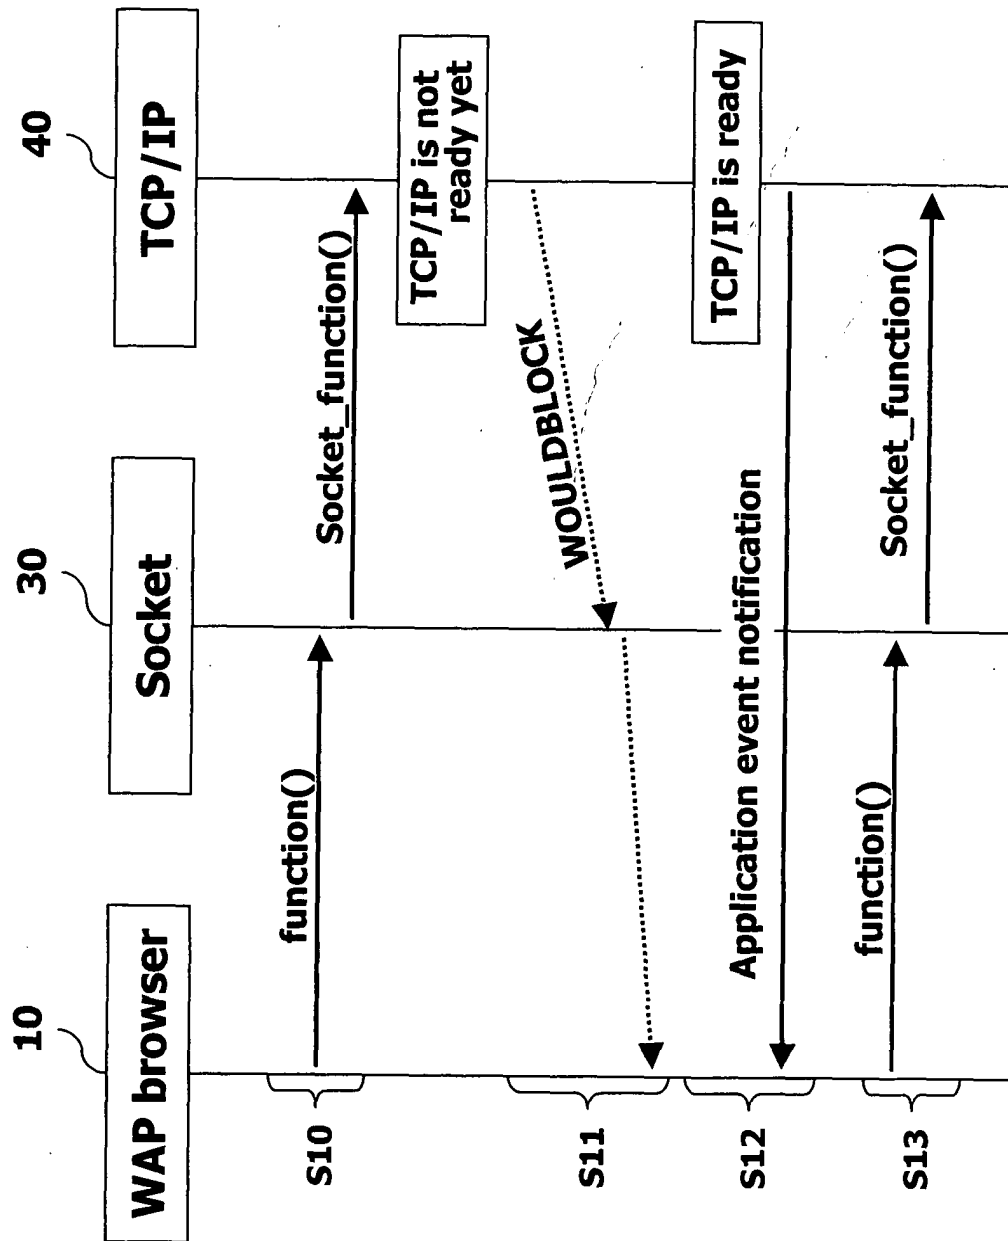 10
30
40
WAP browser
Socket
TCP/IP
S10
function()
Socket_function()
TCP/IP is not
ready yet
S11
WOULDBLOCK
TCP/IP is ready
S12
Application event notification
S13
function()
Socket_function()